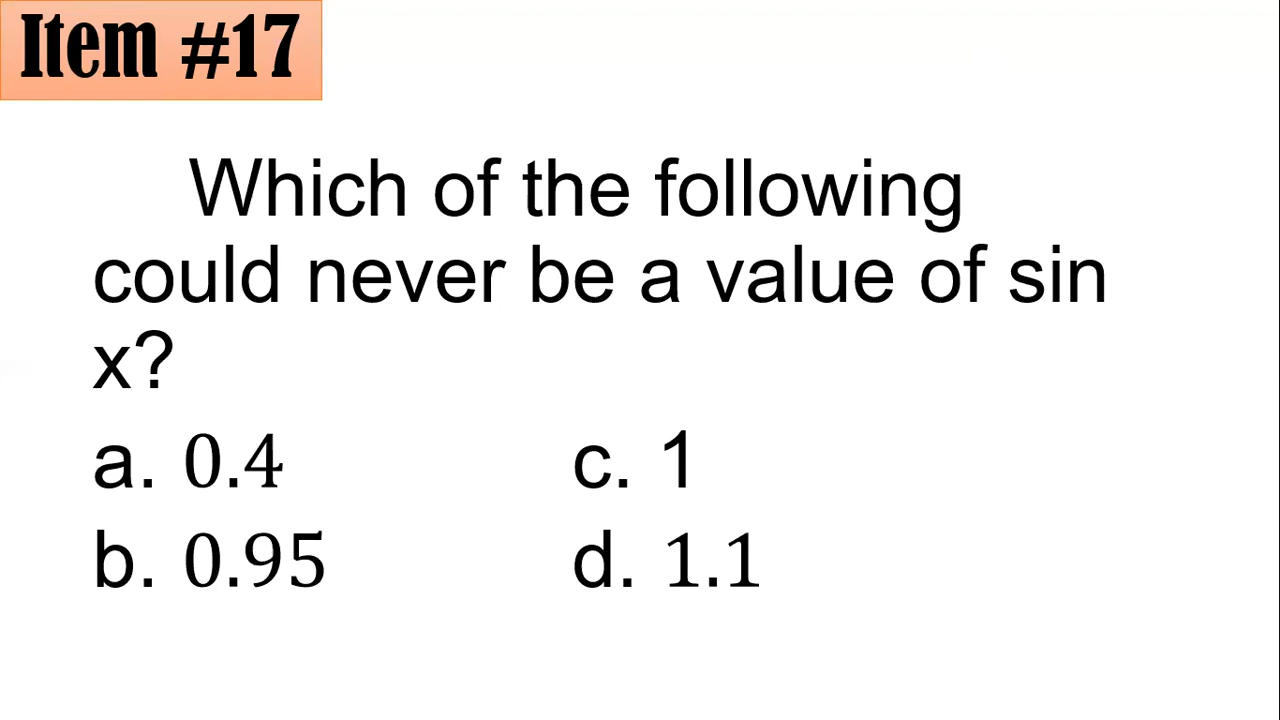 Item #17
Which of the following
could never be a value of sin
x?
a. 0.4 c. 1
b. 0.95 d. 1.1